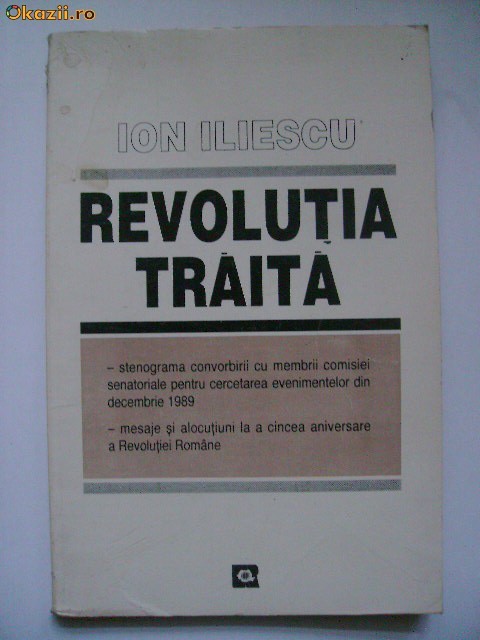 Okazii.ro
ION ILIESCU
REVOLUȚIA
TRĂITĂ
– stenograma convorbirii cu membrii comisiei
senatoriale pentru cercetarea evenimentelor din
decembrie 1989
– mesaje și alocuțiuni la a cincea aniversare
a Revoluției Române